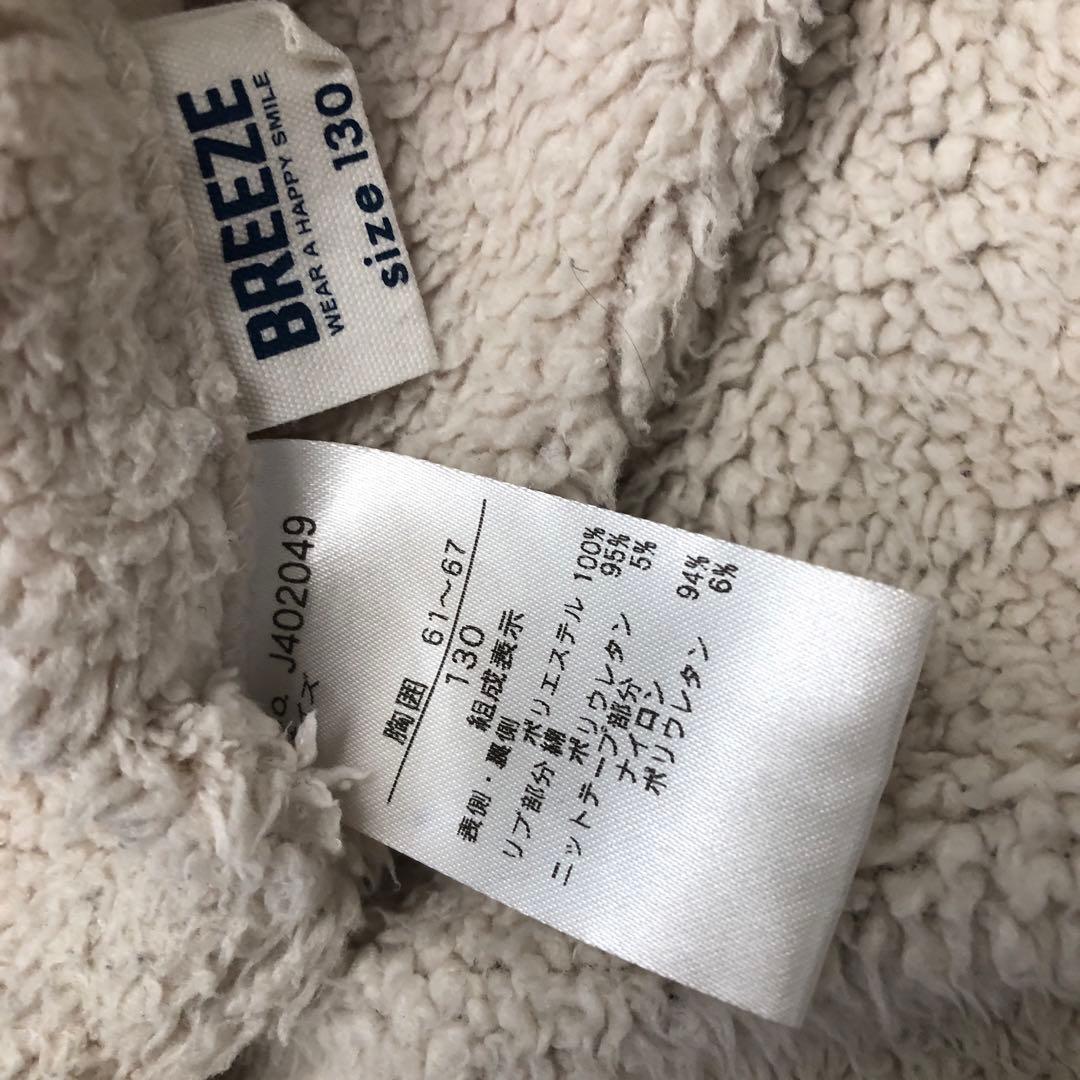 BREEZE
WEAR A HAPPY SMILE
size 130
J4020049
イズ
胸囲 61～67
130
組成表示
表側・裏側 ポリエステル 100%
リブ部分 綿 95%
ポリウレタン 5%
ニットテープ部分
ナイロン 94%
ポリウレタン 6%